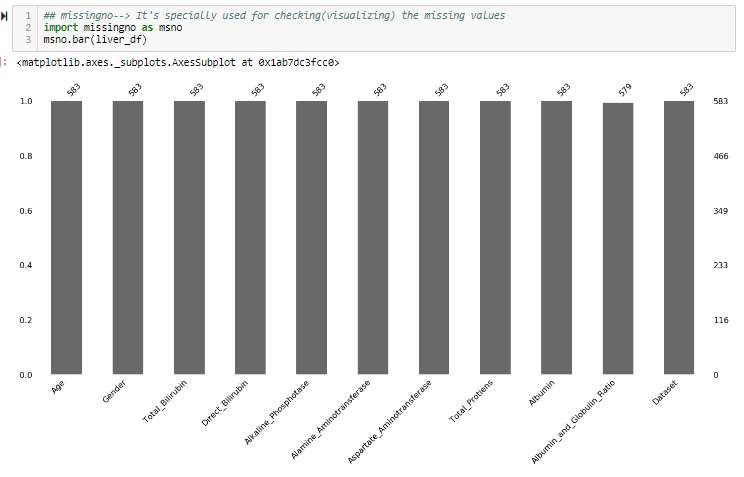 1 ## missingno--> It's specially used for checking(visualizing) the missing values
2 import missingno as msno
3 msno.bar(liver_df)
<matplotlib.axes._subplots.AxesSubplot at 0x1ab7dc3fcc0>
583 583 583 583 583 583 583 583 583 579 583
1.0 583
0.8 466
0.6 349
0.4 233
0.2 116
0.0 0
Age
Gender
Total_Bilirubin
Direct_Bilirubin
Alkaline_Phosphotase
Alamine_Aminotransferase
Aspartate_Aminotransferase
Total_Protiens
Albumin
Albumin_and_Globulin_Ratio
Dataset